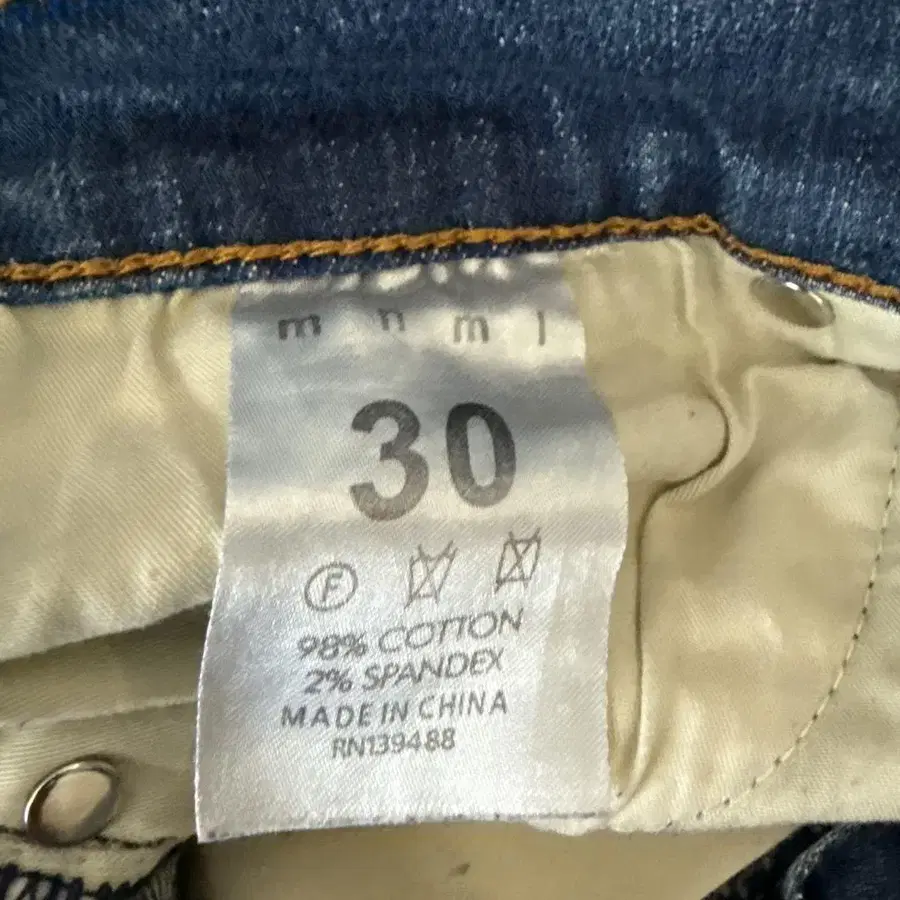 m n m l
30
F
98% COTTON
2% SPANDEX
MADE IN CHINA
RN139488